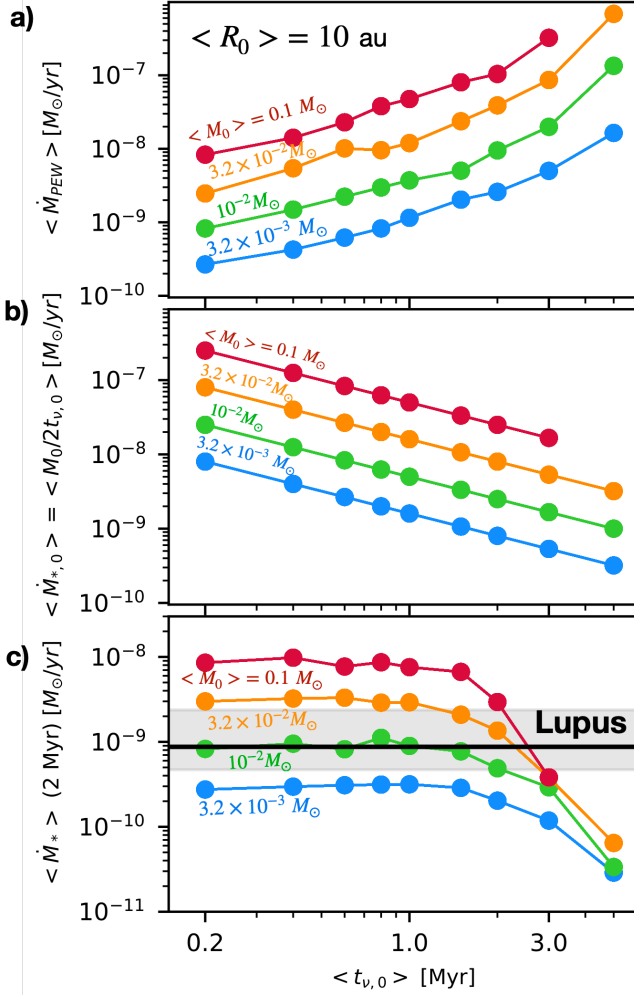 a)
< R₀ > = 10 au
< Ṁ_PEW > [M⊙/yr]
10⁻⁷
10⁻⁸
10⁻⁹
10⁻¹⁰
< M₀ > = 0.1 M⊙
3.2 × 10⁻² M⊙
10⁻² M⊙
3.2 × 10⁻³ M⊙
b)
< Ṁ_*,0 > = < M₀/2t_ν,0 > [M⊙/yr]
10⁻⁷
10⁻⁸
10⁻⁹
10⁻¹⁰
< M₀ > = 0.1 M⊙
3.2 × 10⁻² M⊙
10⁻² M⊙
3.2 × 10⁻³ M⊙
c)
< Ṁ_* > (2 Myr) [M⊙/yr]
10⁻⁸
10⁻⁹
10⁻¹⁰
10⁻¹¹
< M₀ > = 0.1 M⊙
3.2 × 10⁻² M⊙
Lupus
10⁻² M⊙
3.2 × 10⁻³ M⊙
0.2 1.0 3.0
< t_ν,0 > [Myr]